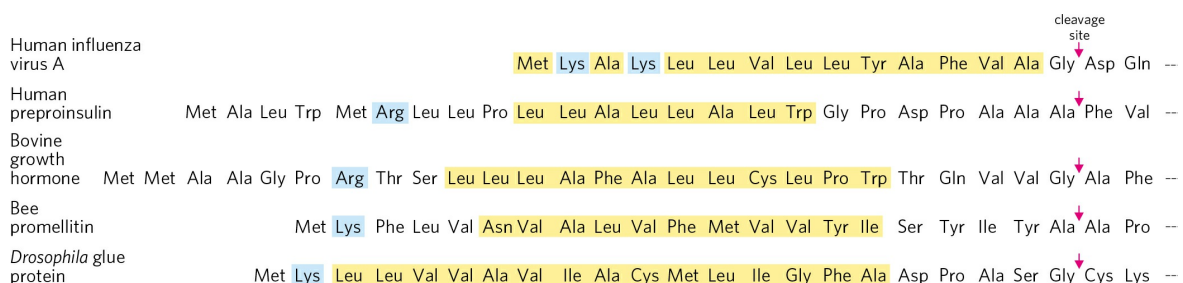 cleavage
site
Human influenza
virus A
Met Lys Ala Lys Leu Leu Val Leu Leu Tyr Ala Phe Val Ala Gly Asp Gln ---
Human
preproinsulin
Met Ala Leu Trp Met Arg Leu Leu Pro Leu Leu Ala Leu Leu Ala Leu Trp Gly Pro Asp Pro Ala Ala Ala Phe Val ---
Bovine
growth
hormone
Met Met Ala Ala Gly Pro Arg Thr Ser Leu Leu Leu Ala Phe Ala Leu Leu Cys Leu Pro Trp Thr Gln Val Val Gly Ala Phe ---
Bee
promellitin
Met Lys Phe Leu Val Asn Val Ala Leu Val Phe Met Val Val Tyr Ile Ser Tyr Ile Tyr Ala Ala Pro ---
Drosophila glue
protein
Met Lys Leu Leu Val Val Ala Val Ile Ala Cys Met Leu Ile Gly Phe Ala Asp Pro Ala Ser Gly Cys Lys ---